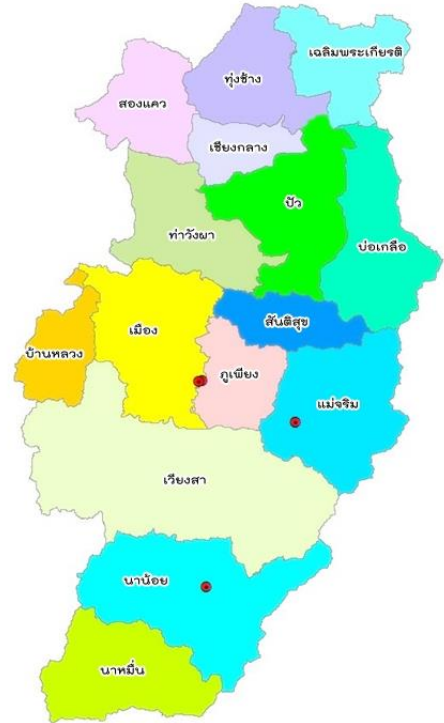 เฉลิมพระเกียรติ
ทุ่งช้าง
สองแคว
เชียงกลาง
ปัว
ท่าวังผา
บ่อเกลือ
สันติสุข
เมือง
บ้านหลวง
ภูเพียง
แม่จริม
เวียงสา
นาน้อย
นาหมื่น